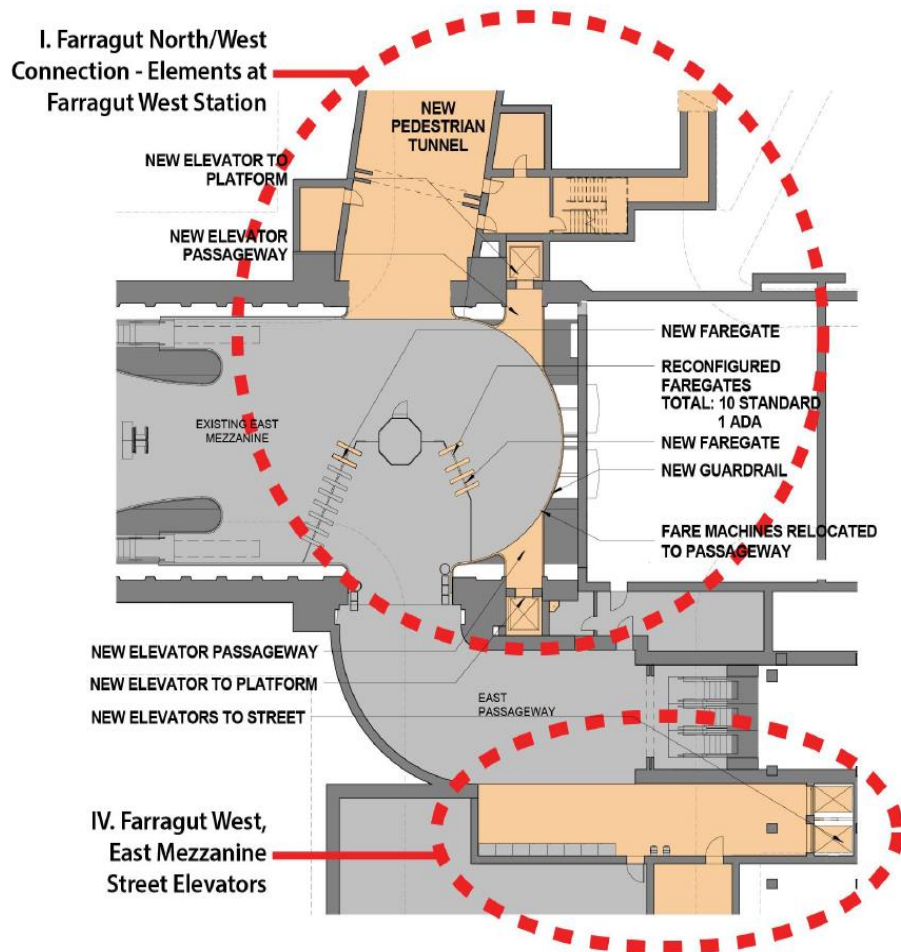 I. Farragut North/West
Connection - Elements at
Farragut West Station
NEW
PEDESTRIAN
TUNNEL
NEW ELEVATOR TO
PLATFORM
NEW ELEVATOR
PASSAGEWAY
NEW FAREGATE
RECONFIGURED
FAREGATES
TOTAL: 10 STANDARD
1 ADA
NEW FAREGATE
NEW GUARDRAIL
FARE MACHINES RELOCATED
TO PASSAGEWAY
EXISTING EAST
MEZZANINE
NEW ELEVATOR PASSAGEWAY
NEW ELEVATOR TO PLATFORM
NEW ELEVATORS TO STREET
EAST
PASSAGEWAY
IV. Farragut West,
East Mezzanine
Street Elevators